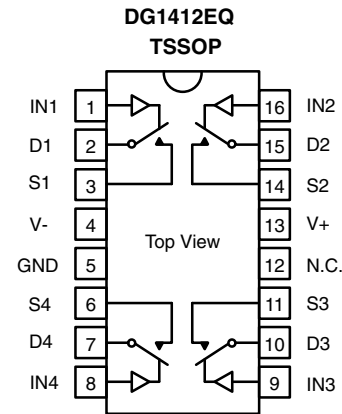 DG1412EQ
TSSOP
IN1 1 16 IN2
D1 2 15 D2
S1 3 14 S2
V- 4 13 V+
Top View
GND 5 12 N.C.
S4 6 11 S3
D4 7 10 D3
IN4 8 9 IN3